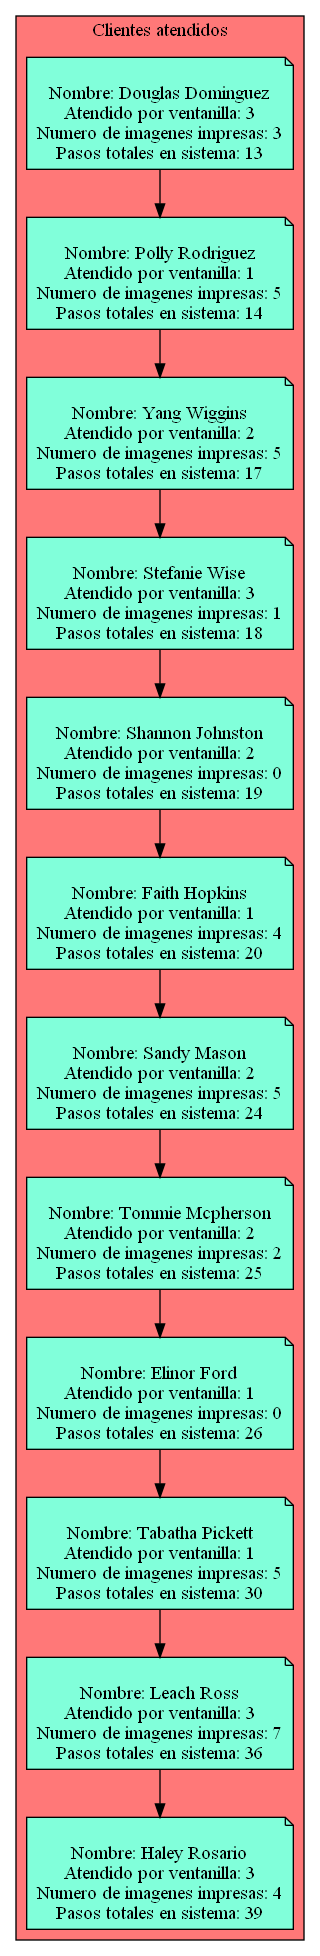 Clientes atendidos
Nombre: Douglas Dominguez
Atendido por ventanilla: 3
Numero de imagenes impresas: 3
Pasos totales en sistema: 13
Nombre: Polly Rodriguez
Atendido por ventanilla: 1
Numero de imagenes impresas: 5
Pasos totales en sistema: 14
Nombre: Yang Wiggins
Atendido por ventanilla: 2
Numero de imagenes impresas: 5
Pasos totales en sistema: 17
Nombre: Stefanie Wise
Atendido por ventanilla: 3
Numero de imagenes impresas: 1
Pasos totales en sistema: 18
Nombre: Shannon Johnston
Atendido por ventanilla: 2
Numero de imagenes impresas: 0
Pasos totales en sistema: 19
Nombre: Faith Hopkins
Atendido por ventanilla: 1
Numero de imagenes impresas: 4
Pasos totales en sistema: 20
Nombre: Sandy Mason
Atendido por ventanilla: 2
Numero de imagenes impresas: 5
Pasos totales en sistema: 24
Nombre: Tommie Mcpherson
Atendido por ventanilla: 2
Numero de imagenes impresas: 2
Pasos totales en sistema: 25
Nombre: Elinor Ford
Atendido por ventanilla: 1
Numero de imagenes impresas: 0
Pasos totales en sistema: 26
Nombre: Tabatha Pickett
Atendido por ventanilla: 1
Numero de imagenes impresas: 5
Pasos totales en sistema: 30
Nombre: Leach Ross
Atendido por ventanilla: 3
Numero de imagenes impresas: 7
Pasos totales en sistema: 36
Nombre: Haley Rosario
Atendido por ventanilla: 3
Numero de imagenes impresas: 4
Pasos totales en sistema: 39